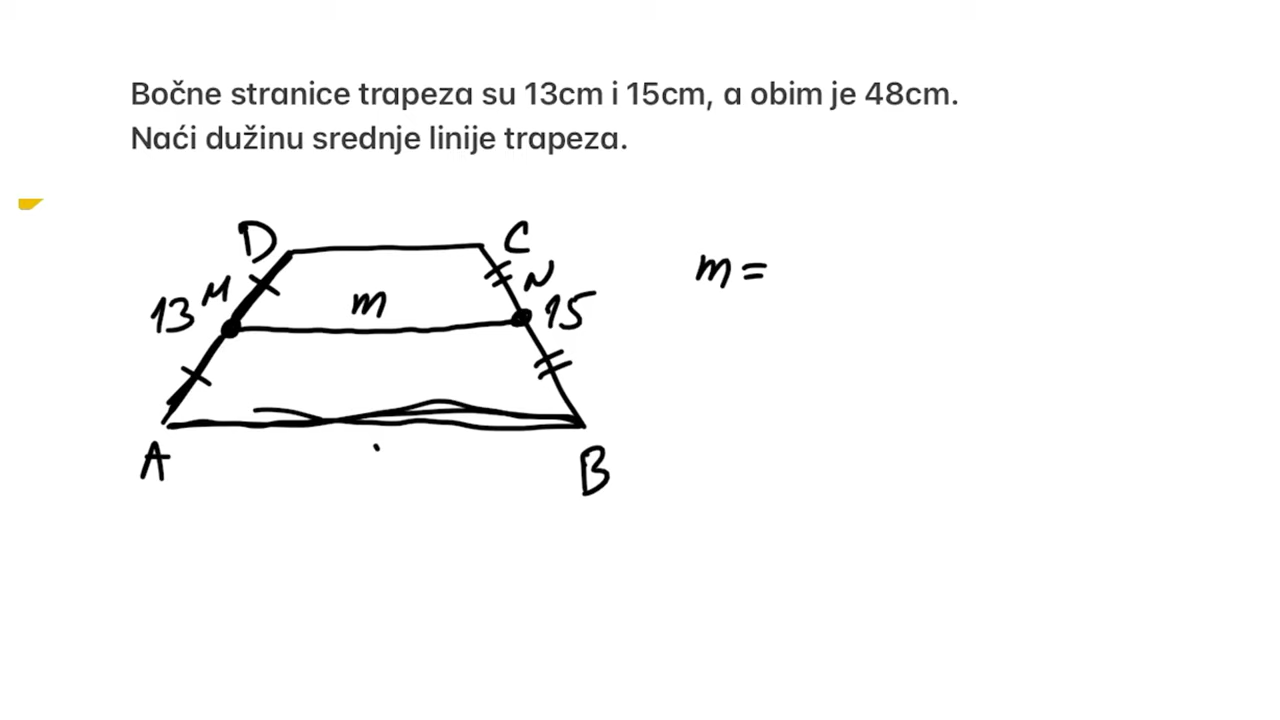 Bočne stranice trapeza su 13cm i 15cm, a obim je 48cm.
Naći dužinu srednje linije trapeza.
D
C
13
M
m
N
15
m =
A
B